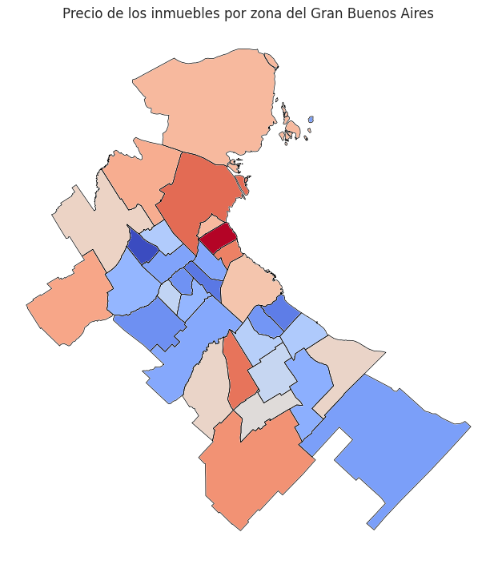 Precio de los inmuebles por zona del Gran Buenos Aires